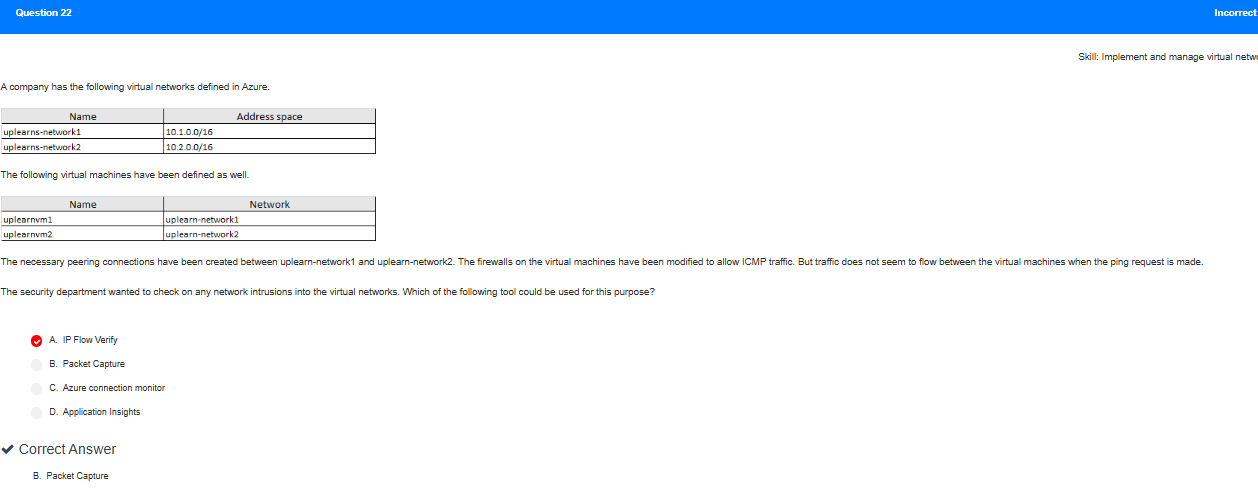 Question 22 Incorrect
Skill: Implement and manage virtual netw
A company has the following virtual networks defined in Azure.
Name Address space
uplearns-network1 10.1.0.0/16
uplearns-network2 10.2.0.0/16
The following virtual machines have been defined as well.
Name Network
uplearnvm1 uplearn-network1
uplearnvm2 uplearn-network2
The necessary peering connections have been created between uplearn-network1 and uplearn-network2. The firewalls on the virtual machines have been modified to allow ICMP traffic. But traffic does not seem to flow between the virtual machines when the ping request is made.
The security department wanted to check on any network intrusions into the virtual networks. Which of the following tool could be used for this purpose?
A. IP Flow Verify
B. Packet Capture
C. Azure connection monitor
D. Application Insights
Correct Answer
B. Packet Capture